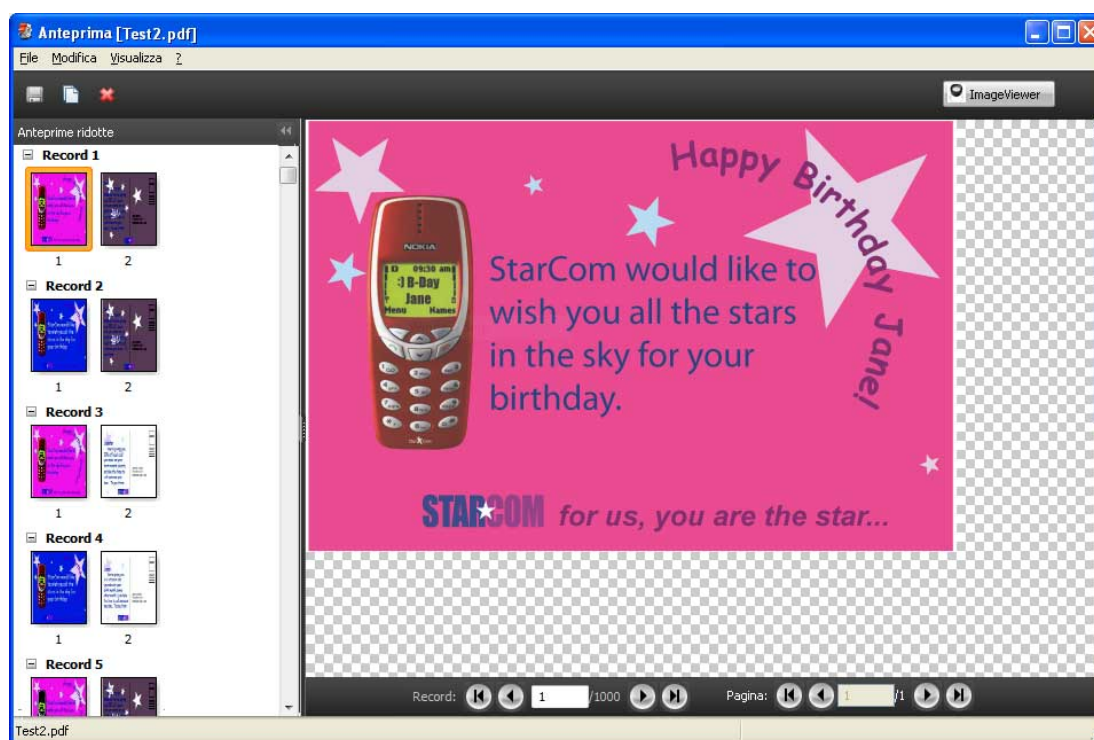 Anteprima [Test2.pdf]
File Modifica Visualizza ?
ImageViewer
Anteprime ridotte
Record 1
1 2
Record 2
1 2
Record 3
1 2
Record 4
1 2
Record 5
Happy Birthday Jane!
NOKIA
09:30 am
:) B-Day
Jane
Menu Names
StarCom would like to
wish you all the stars
in the sky for your
birthday.
STARCOM for us, you are the star...
Record: 1 /1000 Pagina: 1 /1
Test2.pdf